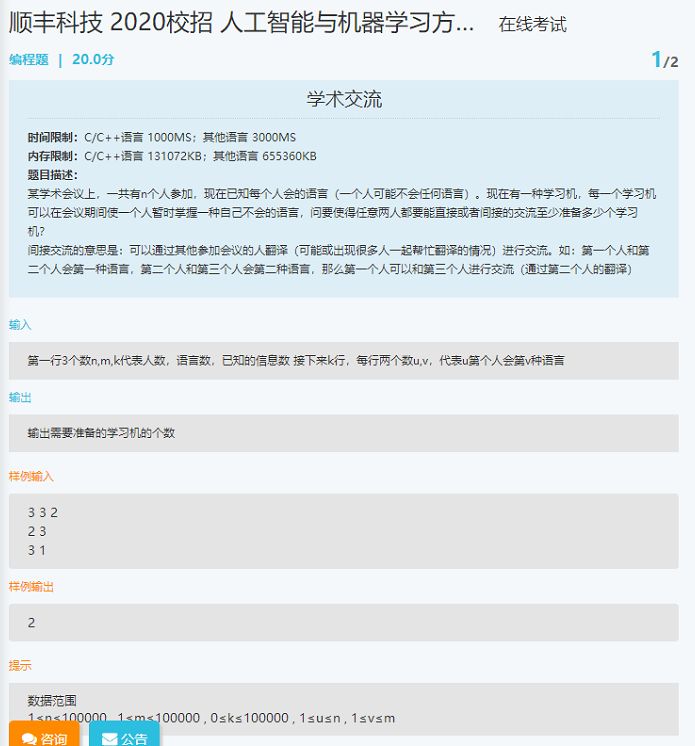 顺丰科技 2020校招 人工智能与机器学习方... 在线考试
编程题 | 20.0分 1/2
学术交流
时间限制：C/C++语言 1000MS；其他语言 3000MS
内存限制：C/C++语言 131072KB；其他语言 655360KB
题目描述：
某学术会议上，一共有n个人参加，现在已知每个人会的语言（一个人可能不会任何语言）。现在有一种学习机，每一个学习机
可以在会议期间使一个人暂时掌握一种自己不会的语言，问要使得任意两人都要能直接或者间接的交流至少准备多少个学习
机？
间接交流的意思是：可以通过其他参加会议的人翻译（可能或出现很多人一起帮忙翻译的情况）进行交流。如：第一个人和第
二个人会第一种语言，第二个人和第三个人会第二种语言，那么第一个人可以和第三个人进行交流（通过第二个人的翻译）
输入
第一行3个数n,m,k代表人数，语言数，已知的信息数 接下来k行，每行两个数u,v，代表u第个人会第v种语言
输出
输出需要准备的学习机的个数
样例输入
3 3 2
2 3
3 1
样例输出
2
提示
数据范围
1≤n≤100000 , 1≤m≤100000 , 0≤k≤100000 , 1≤u≤n , 1≤v≤m
咨询 公告